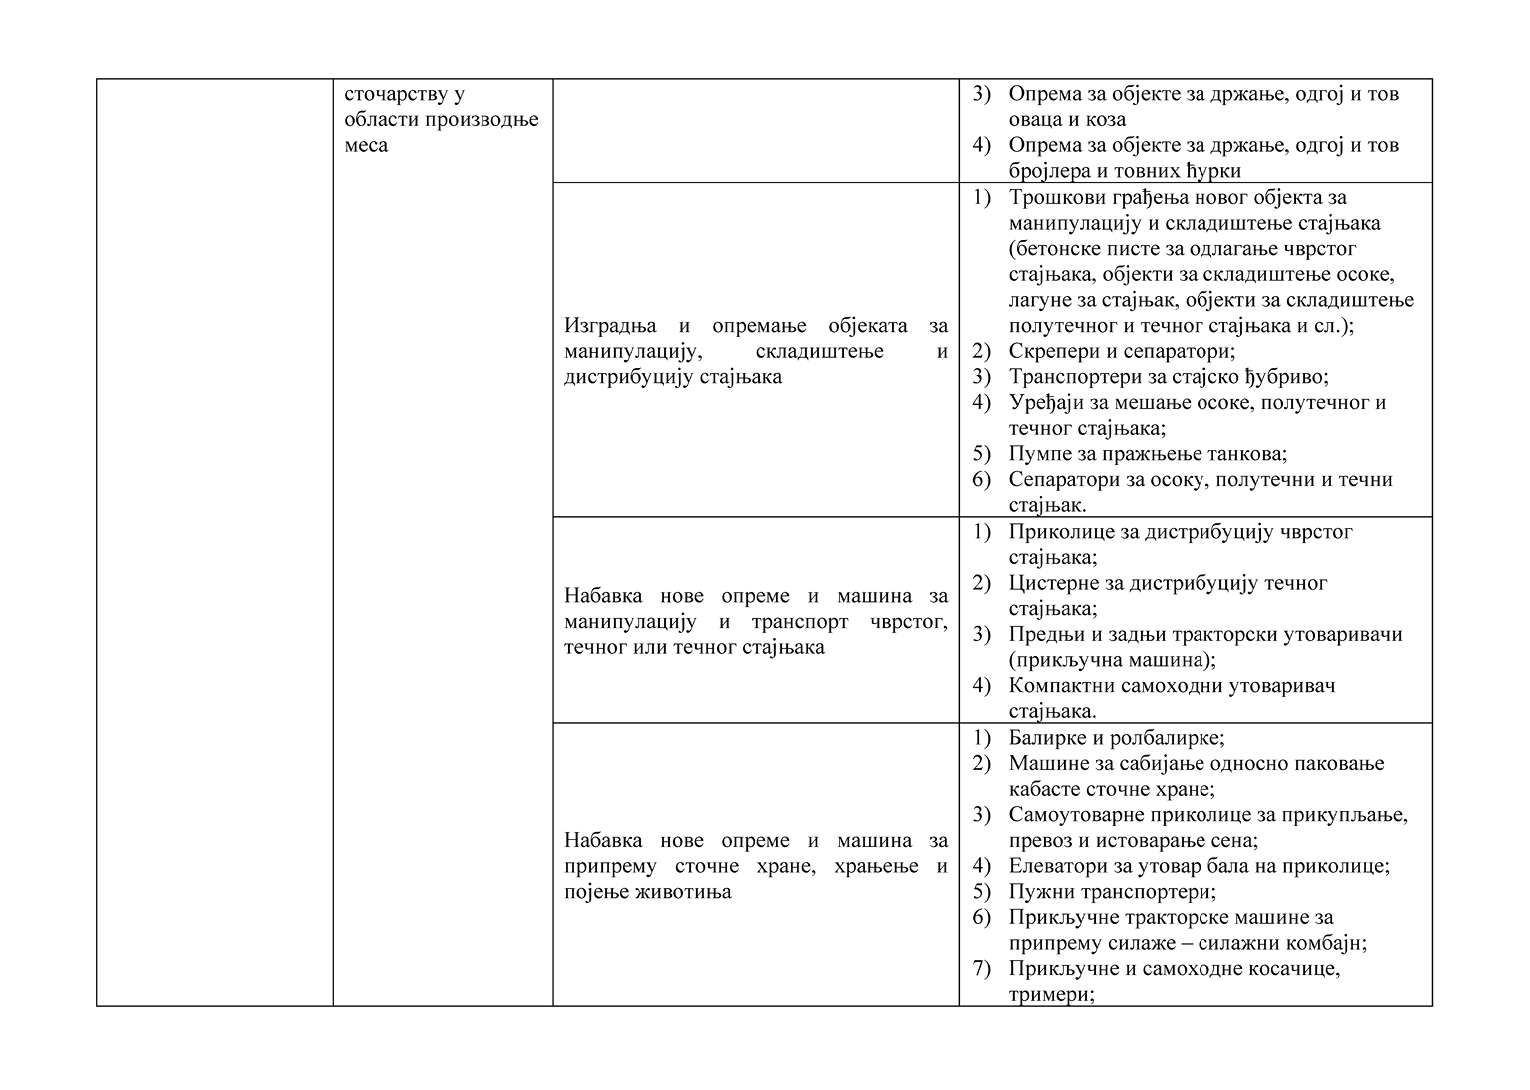 сточарству у
области производње
меса
3) Опрема за објекте за држање, одгој и тов
оваца и коза
4) Опрема за објекте за држање, одгој и тов
бројлера и товних ћурки
Изградња и опремање објеката за
манипулацију, складиштење и
дистрибуцију стајњака
1) Трошкови грађења новог објекта за
манипулацију и складиштење стајњака
(бетонске писте за одлагање чврстог
стајњака, објекти за складиштење осоке,
лагуне за стајњак, објекти за складиштење
полутечног и течног стајњака и сл.);
2) Скрепери и сепаратори;
3) Транспортери за стајско ђубриво;
4) Уређаји за мешање осоке, полутечног и
течног стајњака;
5) Пумпе за пражњење танкова;
6) Сепаратори за осоку, полутечни и течни
стајњак.
Набавка нове опреме и машина за
манипулацију и транспорт чврстог,
течног или течног стајњака
1) Приколице за дистрибуцију чврстог
стајњака;
2) Цистерне за дистрибуцију течног
стајњака;
3) Предњи и задњи тракторски утоваривачи
(прикључна машина);
4) Компактни самоходни утоваривач
стајњака.
Набавка нове опреме и машина за
припрему сточне хране, храњење и
појење животиња
1) Балирке и ролбалирке;
2) Машине за сабијање односно паковање
кабасте сточне хране;
3) Самоутоварне приколице за прикупљање,
превоз и истоварање сена;
4) Елеватори за утовар бала на приколице;
5) Пужни транспортери;
6) Прикључне тракторске машине за
припрему силаже – силажни комбајн;
7) Прикључне и самоходне косачице,
тримери;